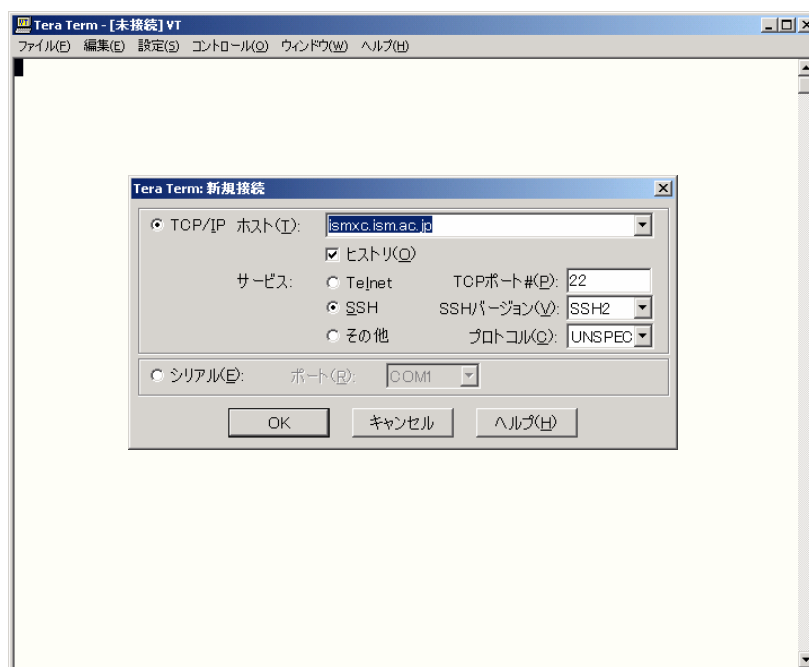 Tera Term - [未接続] VT
ファイル(F) 編集(E) 設定(S) コントロール(O) ウィンドウ(W) ヘルプ(H)
Tera Term: 新規接続
TCP/IP ホスト(T): ismxc.ism.ac.jp
ヒストリ(O)
サービス: Telnet TCPポート#(P): 22
SSH SSHバージョン(V): SSH2
その他 プロトコル(C): UNSPEC
シリアル(E): ポート(R): COM1
OK キャンセル ヘルプ(H)